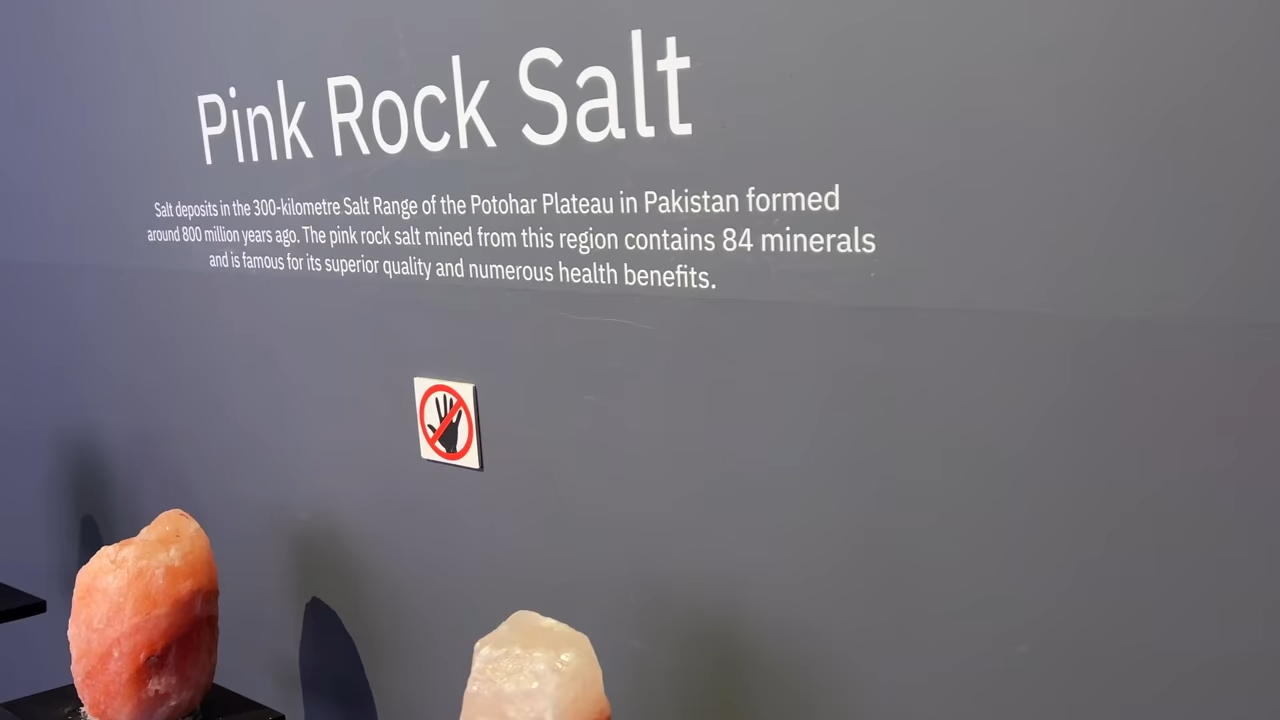 Pink Rock Salt
Salt deposits in the 300-kilometre Salt Range of the Potohar Plateau in Pakistan formed
around 800 million years ago. The pink rock salt mined from this region contains 84 minerals
and is famous for its superior quality and numerous health benefits.